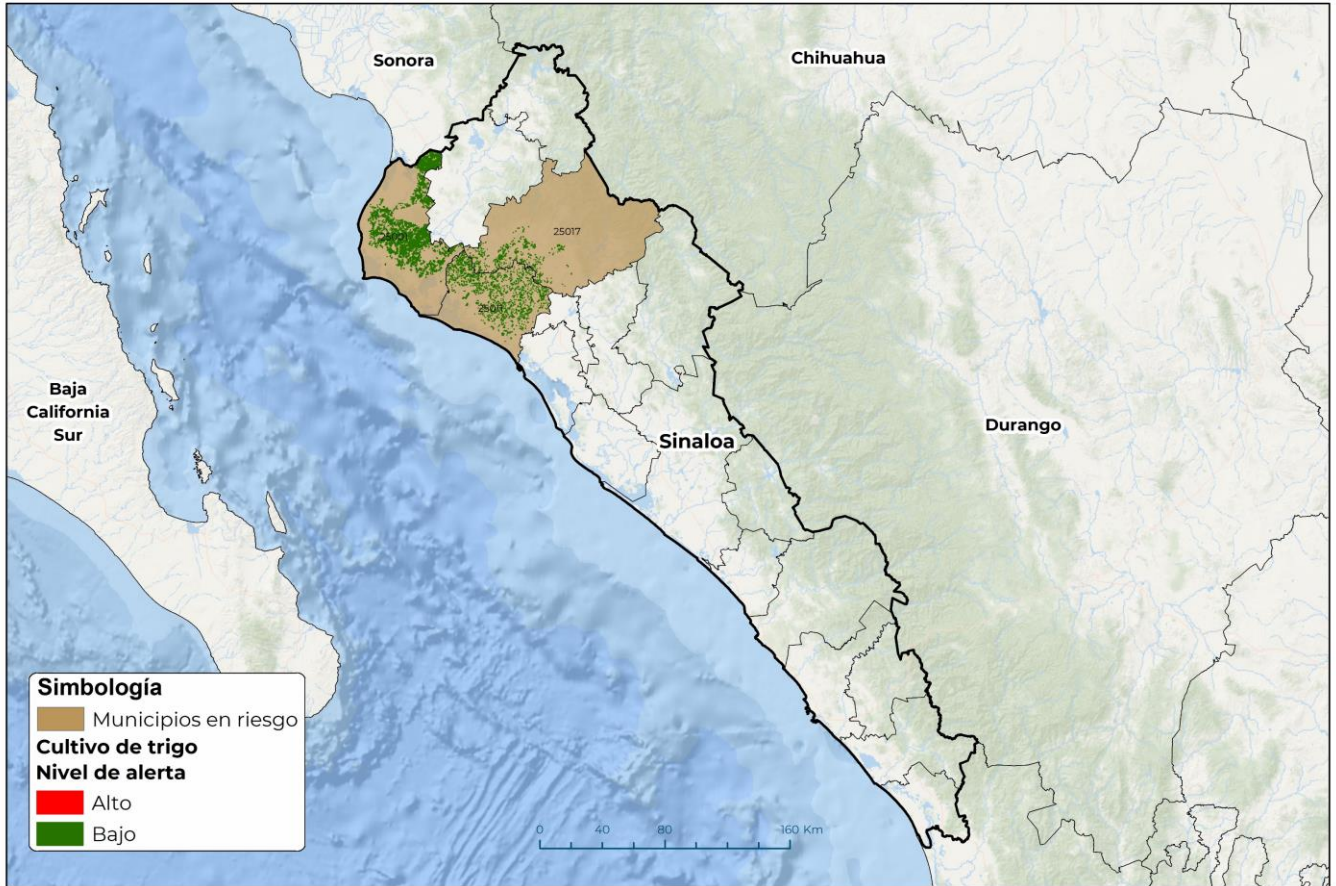 Sonora
Chihuahua
25017
Baja
California
Sur
Sinaloa
Durango
Simbología
Municipios en riesgo
Cultivo de trigo
Nivel de alerta
Alto
Bajo
0 40 80 160 Km